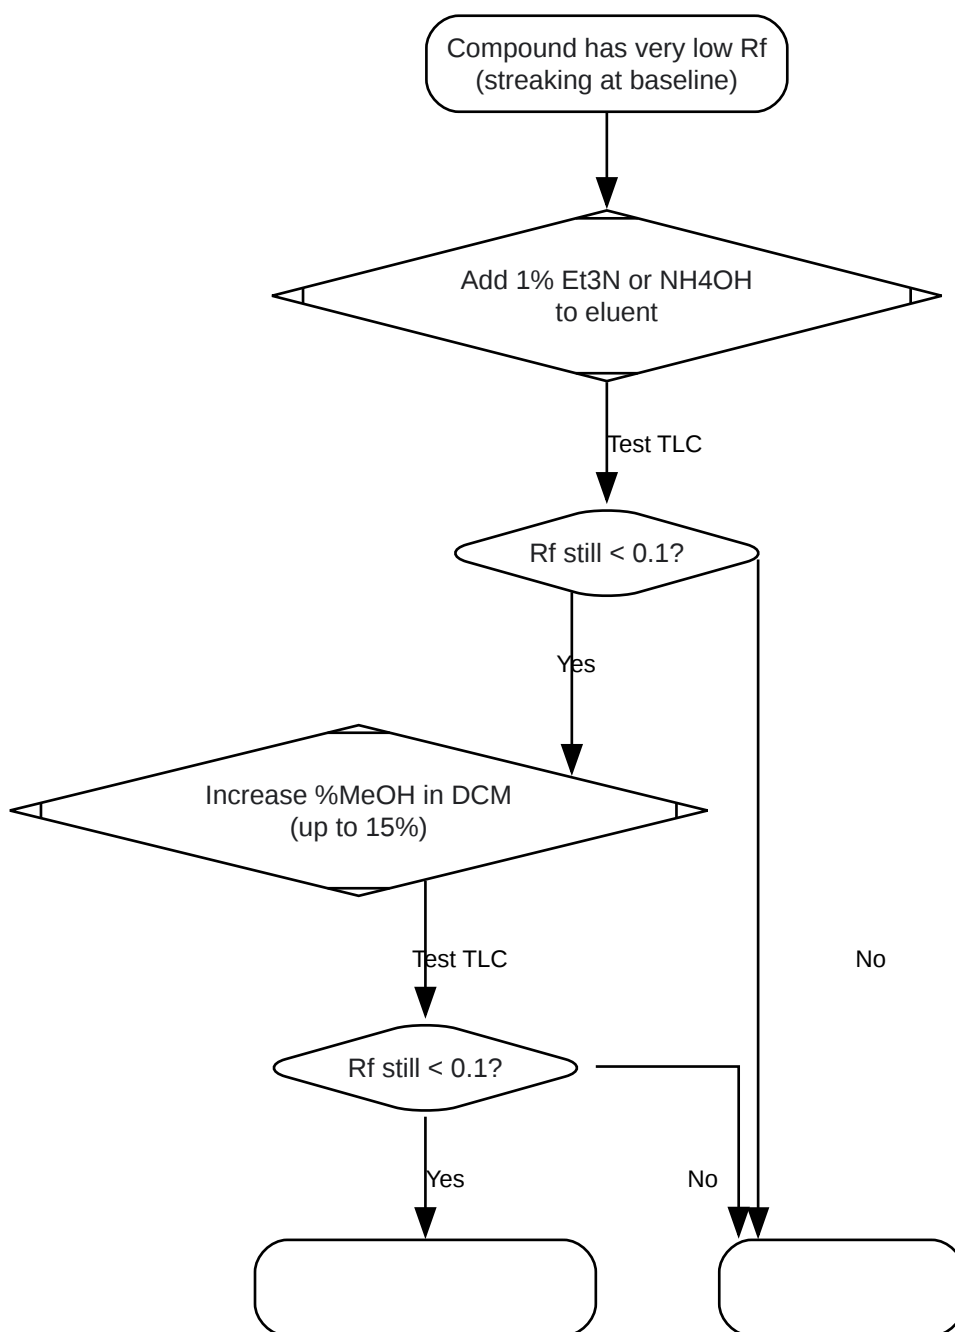 Compound has very low Rf
(streaking at baseline)
Add 1% Et3N or NH4OH
to eluent
Test TLC
Rf still < 0.1?
Yes
Increase %MeOH in DCM
(up to 15%)
Test TLC
No
Rf still < 0.1?
Yes
No